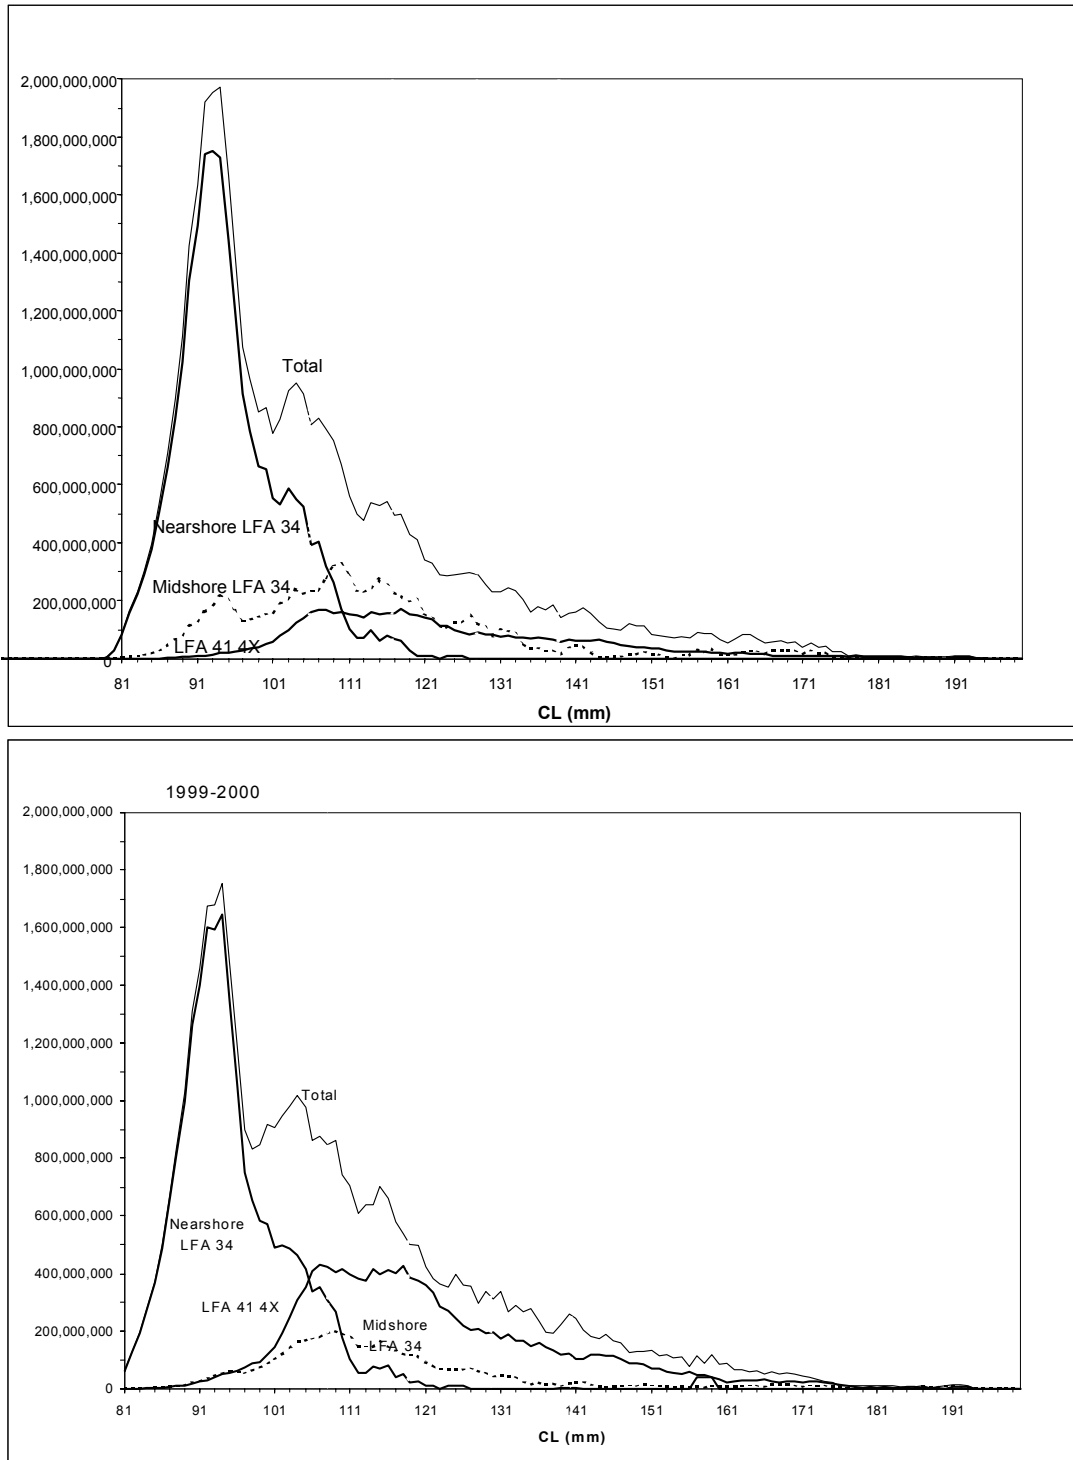 2,000,000,000
1,800,000,000
1,600,000,000
1,400,000,000
1,200,000,000
1,000,000,000
800,000,000
600,000,000
400,000,000
200,000,000
0
Total
Nearshore LFA 34
Midshore LFA 34
LFA 41 4X
81 91 101 111 121 131 141 151 161 171 181 191
CL (mm)
1999-2000
2,000,000,000
1,800,000,000
1,600,000,000
1,400,000,000
1,200,000,000
1,000,000,000
800,000,000
600,000,000
400,000,000
200,000,000
0
Total
Nearshore
LFA 34
LFA 41 4X
Midshore
LFA 34
81 91 101 111 121 131 141 151 161 171 181 191
CL (mm)